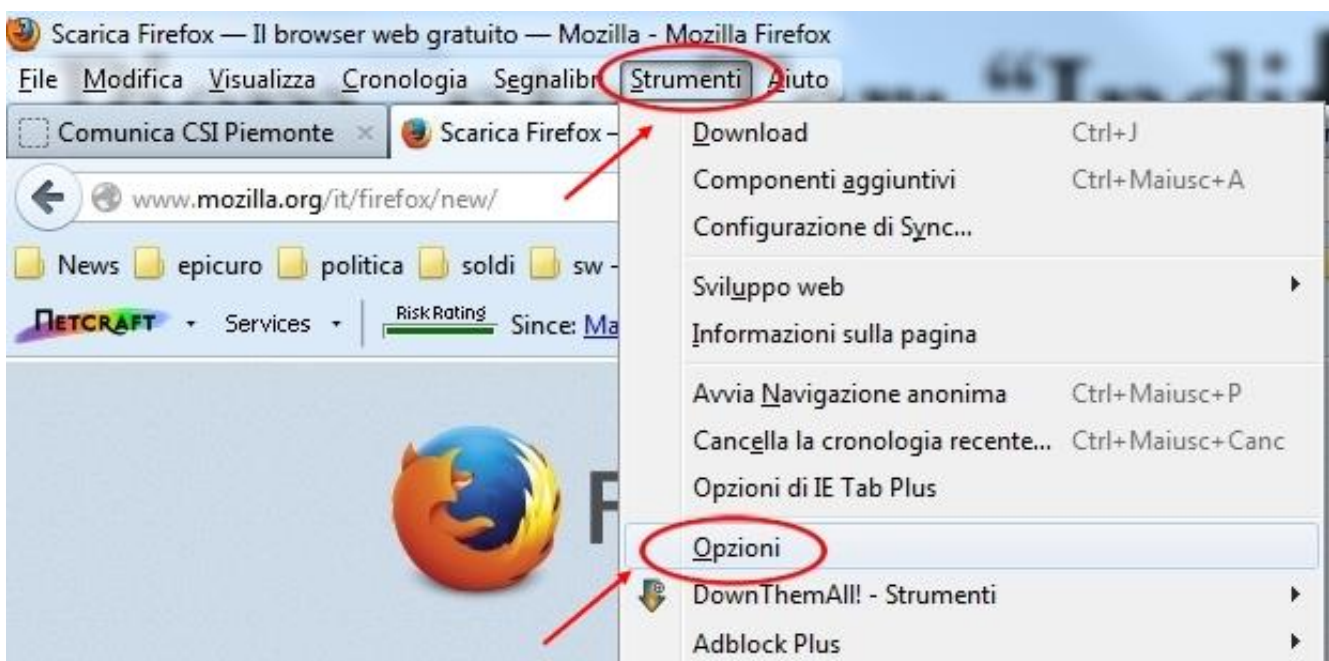 Scarica Firefox — Il browser web gratuito — Mozilla - Mozilla Firefox
File Modifica Visualizza Cronologia Segnalibri Strumenti Aiuto
Comunica CSI Piemonte × Scarica Firefox –
www.mozilla.org/it/firefox/new/
News epicuro politica soldi sw -
NETCRAFT Services Risk Rating Since: Ma
Download Ctrl+J
Componenti aggiuntivi Ctrl+Maiusc+A
Configurazione di Sync...
Sviluppo web
Informazioni sulla pagina
Avvia Navigazione anonima Ctrl+Maiusc+P
Cancella la cronologia recente... Ctrl+Maiusc+Canc
Opzioni di IE Tab Plus
F
Opzioni
DownThemAll! - Strumenti
Adblock Plus